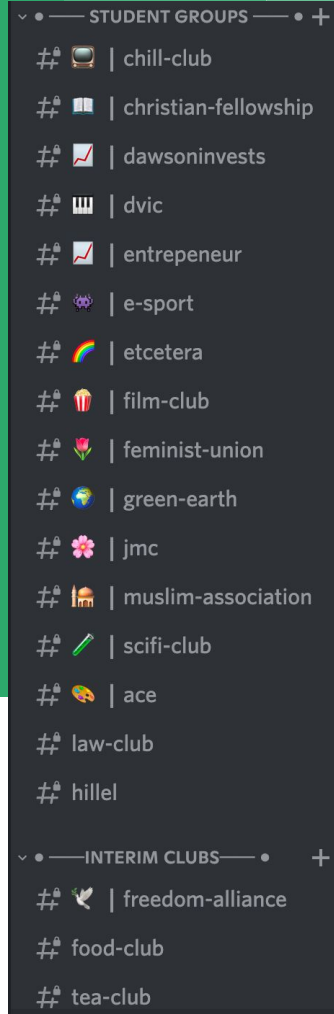 STUDENT GROUPS
📺 | chill-club
📖 | christian-fellowship
📈 | dawsoninvests
🎹 | dvic
📈 | entrepeneur
👾 | e-sport
🌈 | etcetera
🍿 | film-club
🌷 | feminist-union
🌍 | green-earth
🌸 | jmc
🕌 | muslim-association
🧪 | scifi-club
🎨 | ace
law-club
hillel
INTERIM CLUBS
🕊️ | freedom-alliance
food-club
tea-club